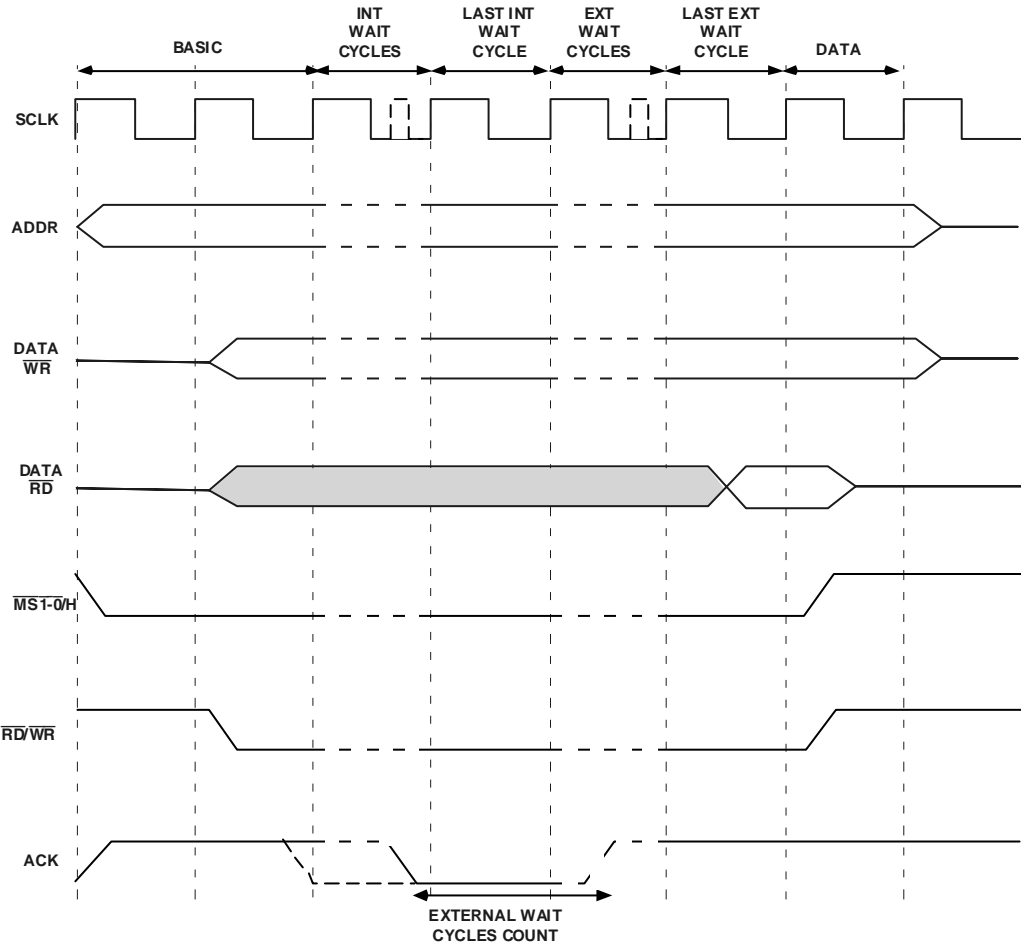 BASIC
INT
WAIT
CYCLES
LAST INT
WAIT
CYCLE
EXT
WAIT
CYCLES
LAST EXT
WAIT
CYCLE
DATA
SCLK
ADDR
DATA
WR
DATA
RD
MS1-0/H
RD/WR
ACK
EXTERNAL WAIT
CYCLES COUNT